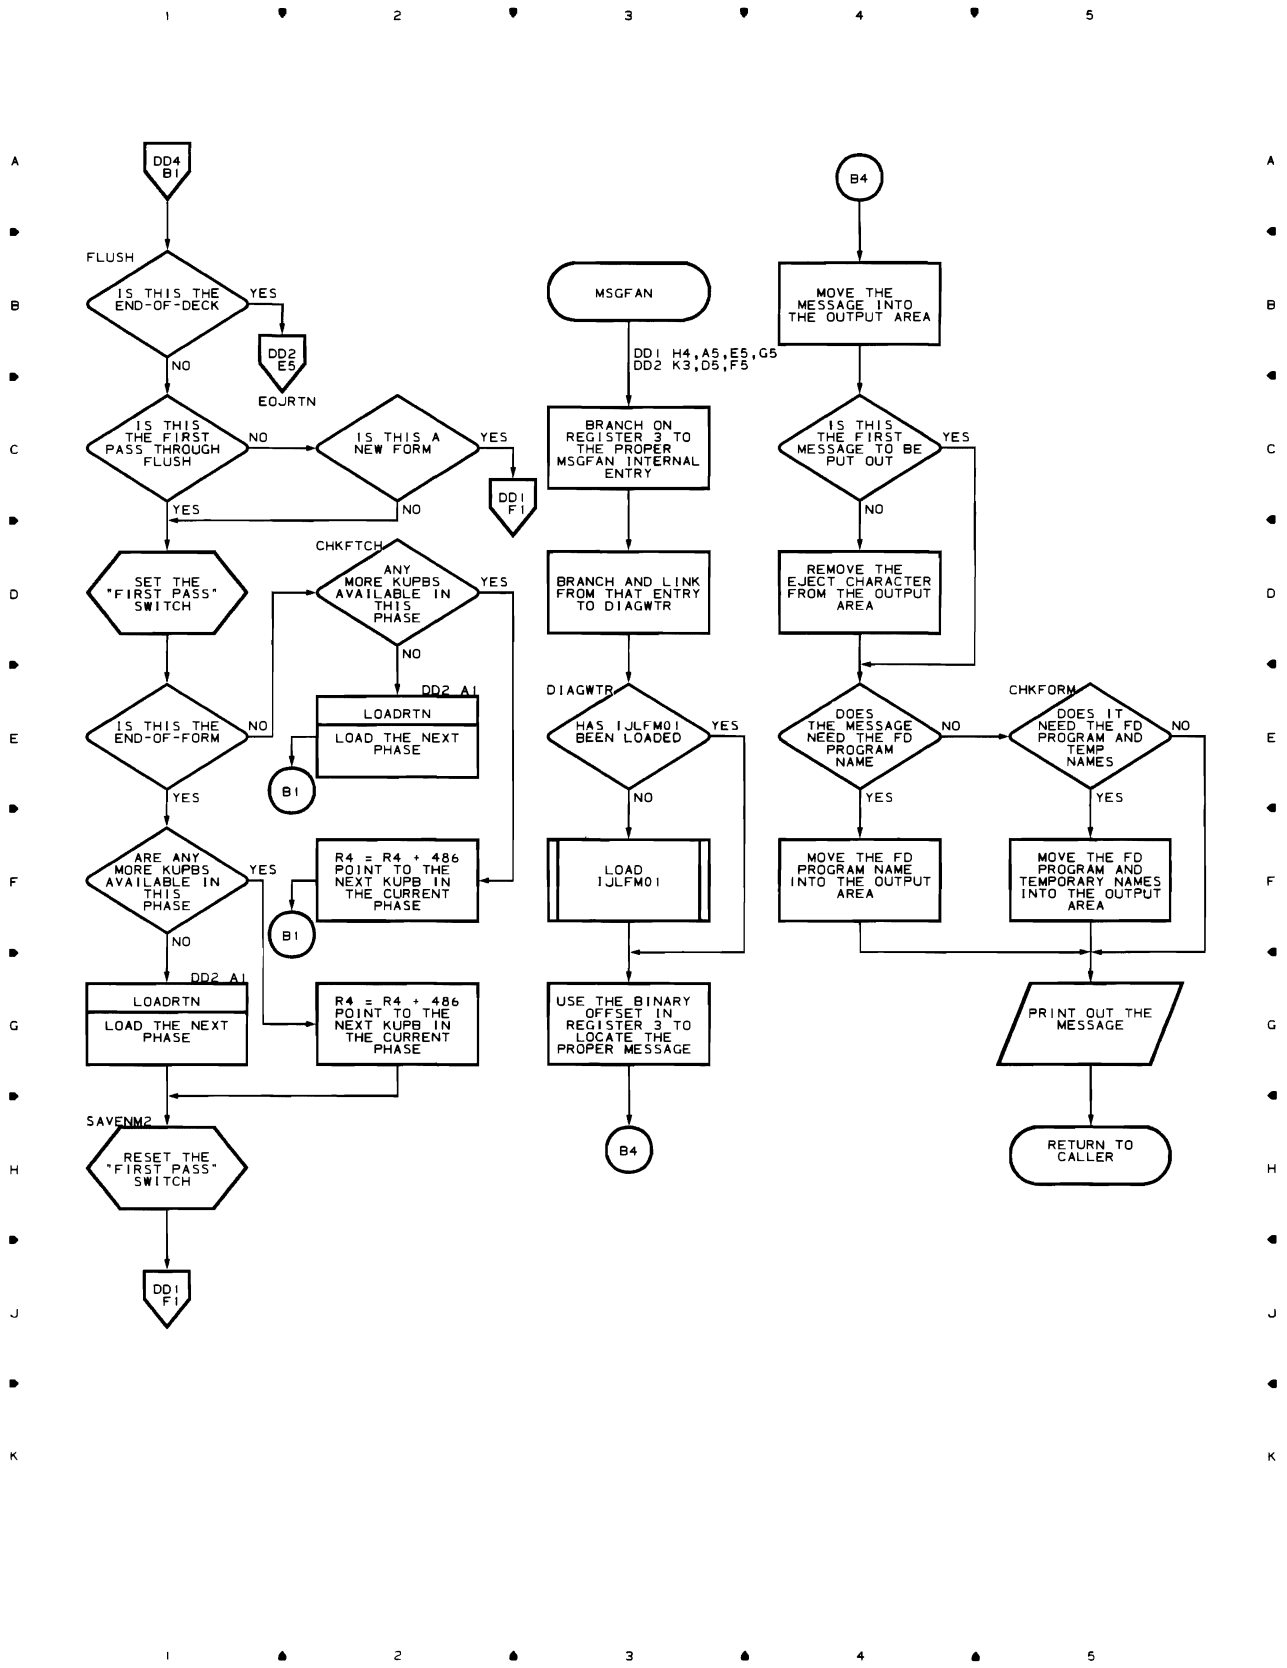 1 2 3 4 5
A
DD4
B1
B4
A
FLUSH
B
IS THIS THE
END-OF-DECK
YES
NO
DD2
E5
EOJRTN
MSGFAN
DD1 H4,A5,E5,G5
DD2 K3,D5,F5
MOVE THE
MESSAGE INTO
THE OUTPUT AREA
B
C
IS THIS
THE FIRST
PASS THROUGH
FLUSH
NO
YES
IS THIS A
NEW FORM
YES
NO
DD1
F1
BRANCH ON
REGISTER 3 TO
THE PROPER
MSGFAN INTERNAL
ENTRY
IS THIS
THE FIRST
MESSAGE TO BE
PUT OUT
YES
NO
C
D
SET THE
"FIRST PASS"
SWITCH
CHKFTCH
ANY
MORE KUPBS
AVAILABLE IN
THIS
PHASE
YES
NO
BRANCH AND LINK
FROM THAT ENTRY
TO DIAGWTR
REMOVE THE
EJECT CHARACTER
FROM THE OUTPUT
AREA
D
E
IS THIS THE
END-OF-FORM
NO
YES
DD2 A1
LOADRTN
LOAD THE NEXT
PHASE
B1
DIAGWTR
HAS IJLFM01
BEEN LOADED
YES
NO
DOES
THE MESSAGE
NEED THE FD
PROGRAM
NAME
NO
YES
CHKFORM
DOES IT
NEED THE FD
PROGRAM AND
TEMP
NAMES
NO
YES
E
F
ARE ANY
MORE KUPBS
AVAILABLE IN
THIS
PHASE
YES
NO
R4 = R4 + 486
POINT TO THE
NEXT KUPB IN
THE CURRENT
PHASE
B1
LOAD
IJLFM01
MOVE THE FD
PROGRAM NAME
INTO THE OUTPUT
AREA
MOVE THE FD
PROGRAM AND
TEMPORARY NAMES
INTO THE OUTPUT
AREA
F
G
DD2 A1
LOADRTN
LOAD THE NEXT
PHASE
R4 = R4 + 486
POINT TO THE
NEXT KUPB IN
THE CURRENT
PHASE
USE THE BINARY
OFFSET IN
REGISTER 3 TO
LOCATE THE
PROPER MESSAGE
PRINT OUT THE
MESSAGE
G
H
SAVENM2
RESET THE
"FIRST PASS"
SWITCH
B4
RETURN TO
CALLER
H
J
DD1
F1
J
K K
1 2 3 4 5